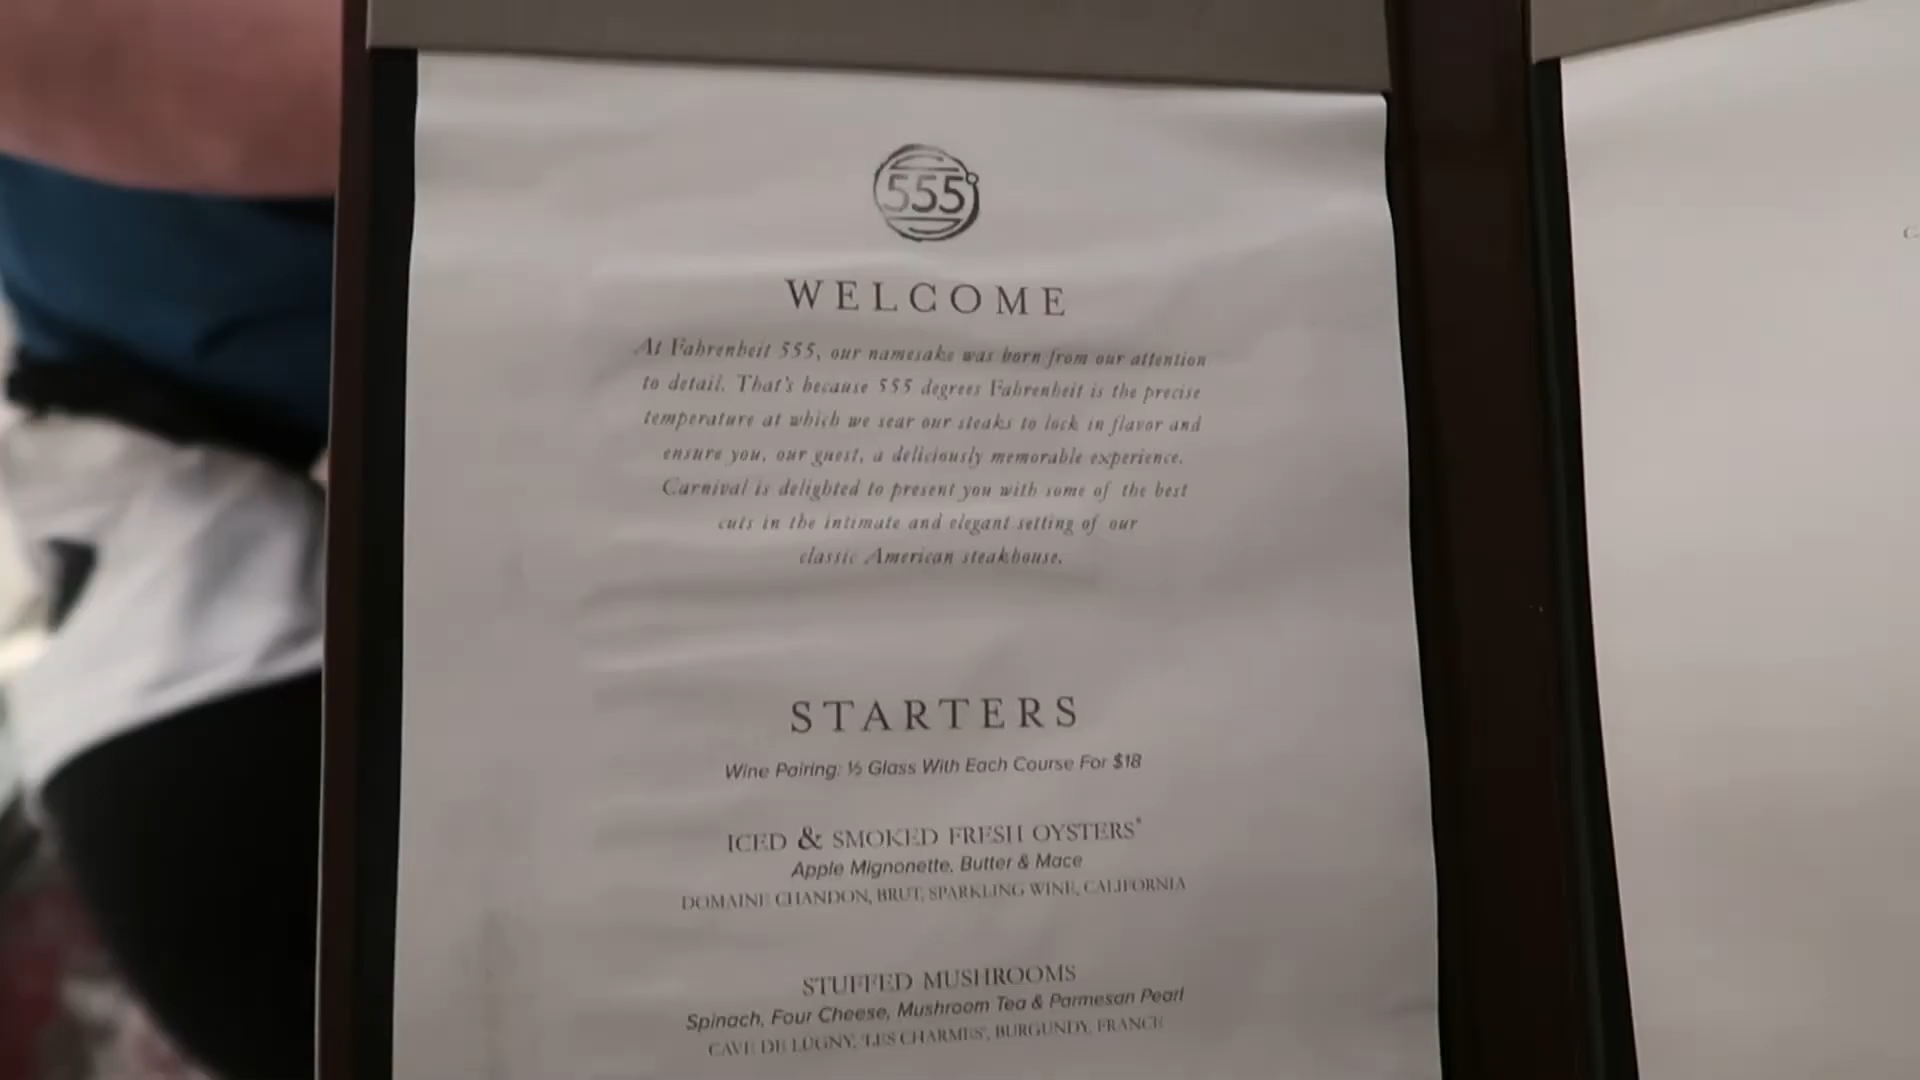 555°
WELCOME
At Fahrenheit 555, our namesake was born from our attention
to detail. That's because 555 degrees Fahrenheit is the precise
temperature at which we sear our steaks to lock in flavor and
ensure you, our guest, a deliciously memorable experience.
Carnival is delighted to present you with some of the best
cuts in the intimate and elegant setting of our
classic American steakhouse.
STARTERS
Wine Pairing: ½ Glass With Each Course For $18
ICED & SMOKED FRESH OYSTERS*
Apple Mignonette, Butter & Mace
DOMAINE CHANDON, BRUT, SPARKLING WINE, CALIFORNIA
STUFFED MUSHROOMS
Spinach, Four Cheese, Mushroom Tea & Parmesan Pearl
CAVE DE LUGNY, 'LES CHARMES', BURGUNDY, FRANCE